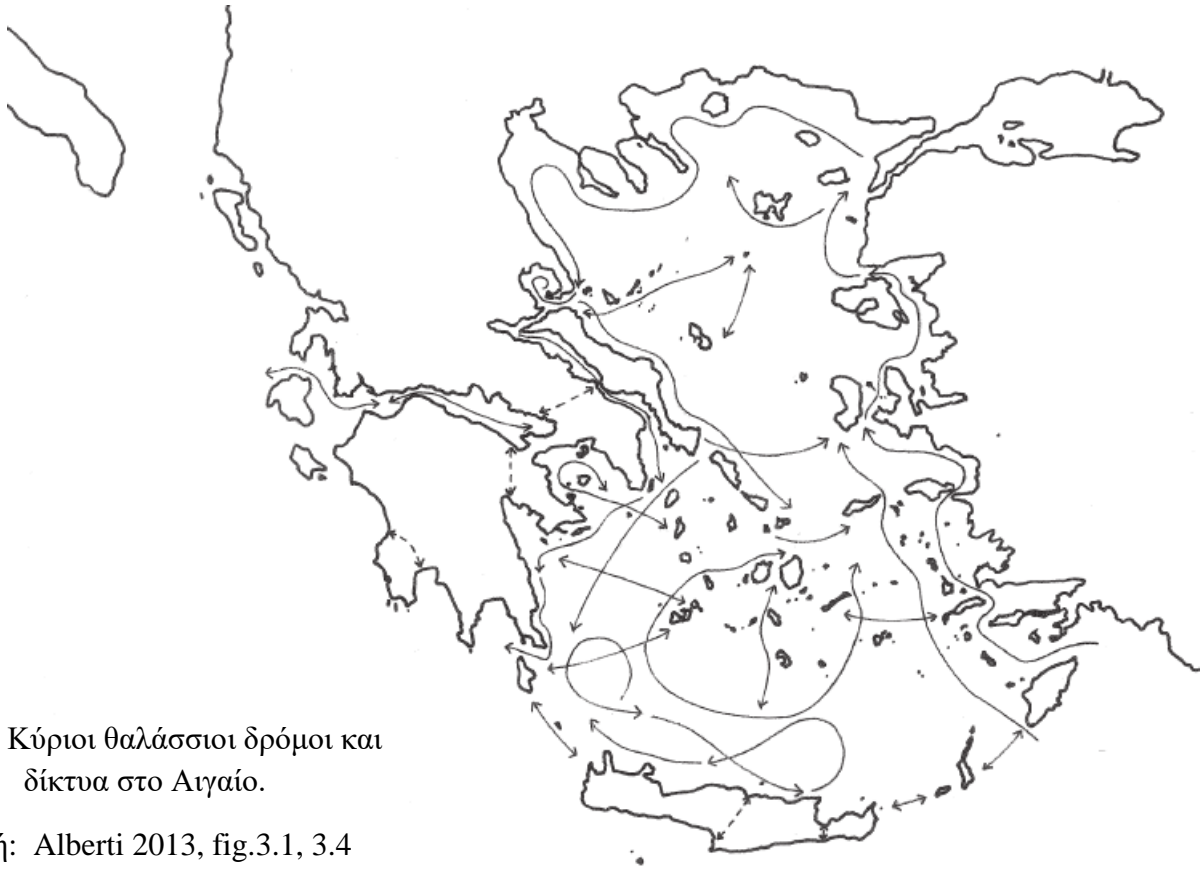 Κύριοι θαλάσσιοι δρόμοι και
δίκτυα στο Αιγαίο.
ή: Alberti 2013, fig.3.1, 3.4